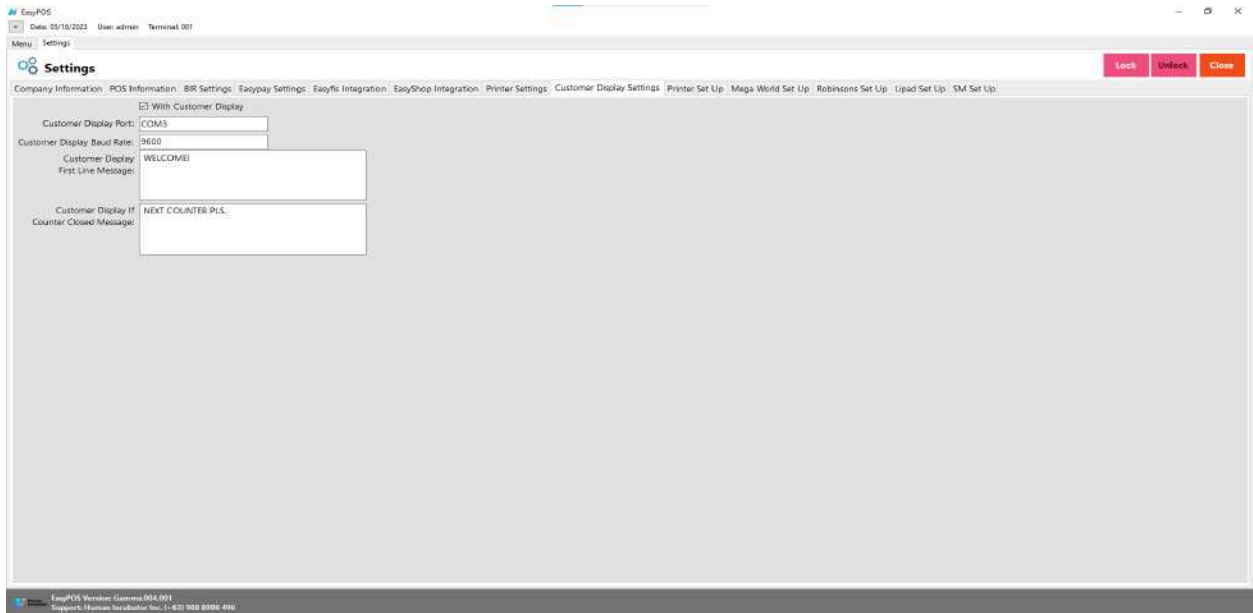 EasyPOS
Date: 05/16/2023 User: admin Terminal: 001
Menu Settings
Settings
Lock Unlock Close
Company Information POS Information BIR Settings Easypay Settings Easyfis Integration EasyShop Integration Printer Settings Customer Display Settings Printer Set Up Mega World Set Up Robinsons Set Up Lipad Set Up SM Set Up
With Customer Display
Customer Display Port: COM3
Customer Display Baud Rate: 9600
Customer Display WELCOME!
First Line Message:
Customer Display If NEXT COUNTER PLS.
Counter Closed Message:
EasyPOS Version: Gamma.004.001
Support: Human Incubator Inc. (+63)